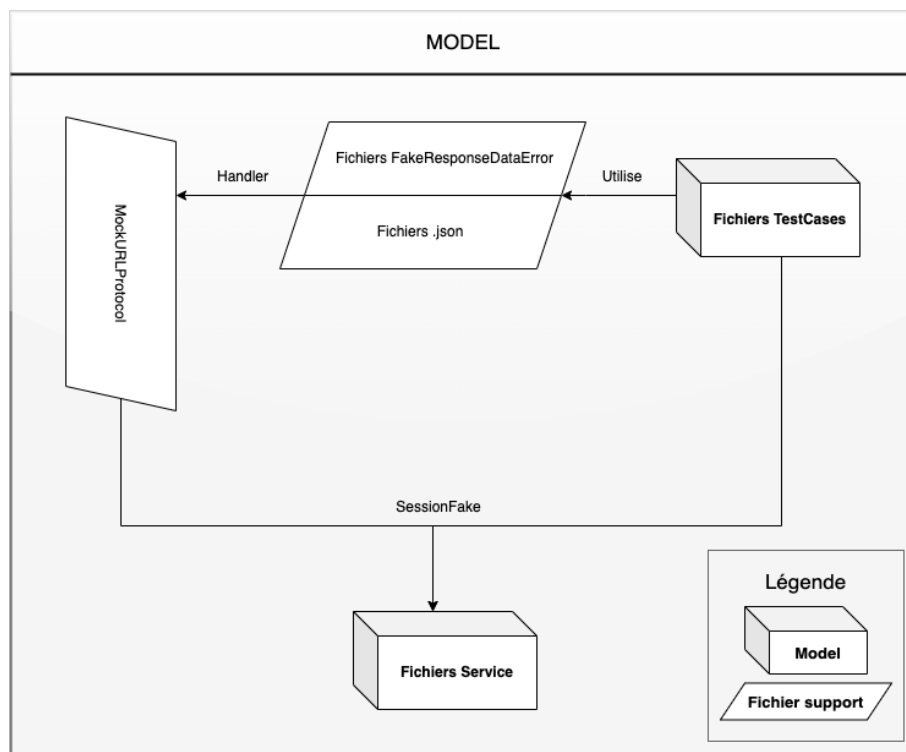 MODEL
Fichiers FakeResponseDataError
Handler
Utilise
Fichiers TestCases
Fichiers .json
MockURLProtocol
SessionFake
Fichiers Service
Légende
Model
Fichier support